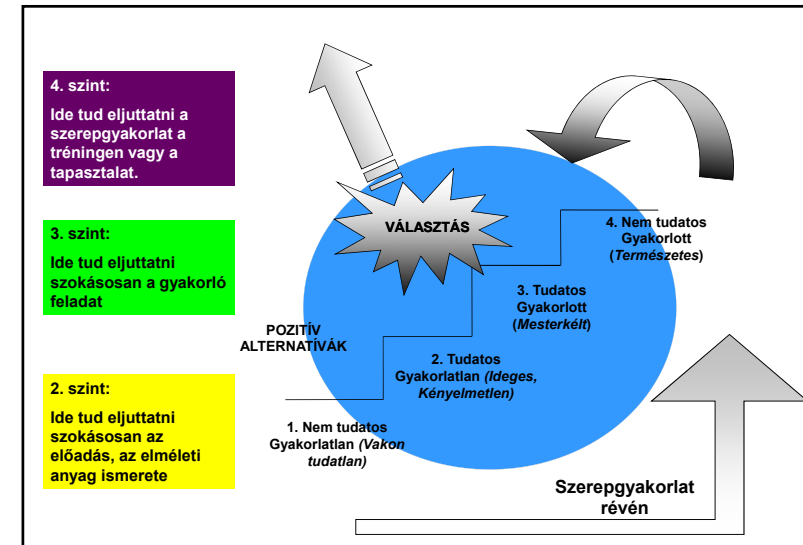 4. szint:
Ide tud eljuttatni a
szerepgyakorlat a
tréningen vagy a
tapasztalat.
3. szint:
Ide tud eljuttatni
szokásosan a gyakorló
feladat
2. szint:
Ide tud eljuttatni
szokásosan az
előadás, az elméleti
anyag ismerete
VÁLASZTÁS
POZITÍV
ALTERNATÍVÁK
1. Nem tudatos
Gyakorlatlan (Vakon
tudatlan)
2. Tudatos
Gyakorlatlan (Ideges,
Kényelmetlen)
3. Tudatos
Gyakorlott
(Mesterkélt)
4. Nem tudatos
Gyakorlott
(Természetes)
Szerepgyakorlat
révén